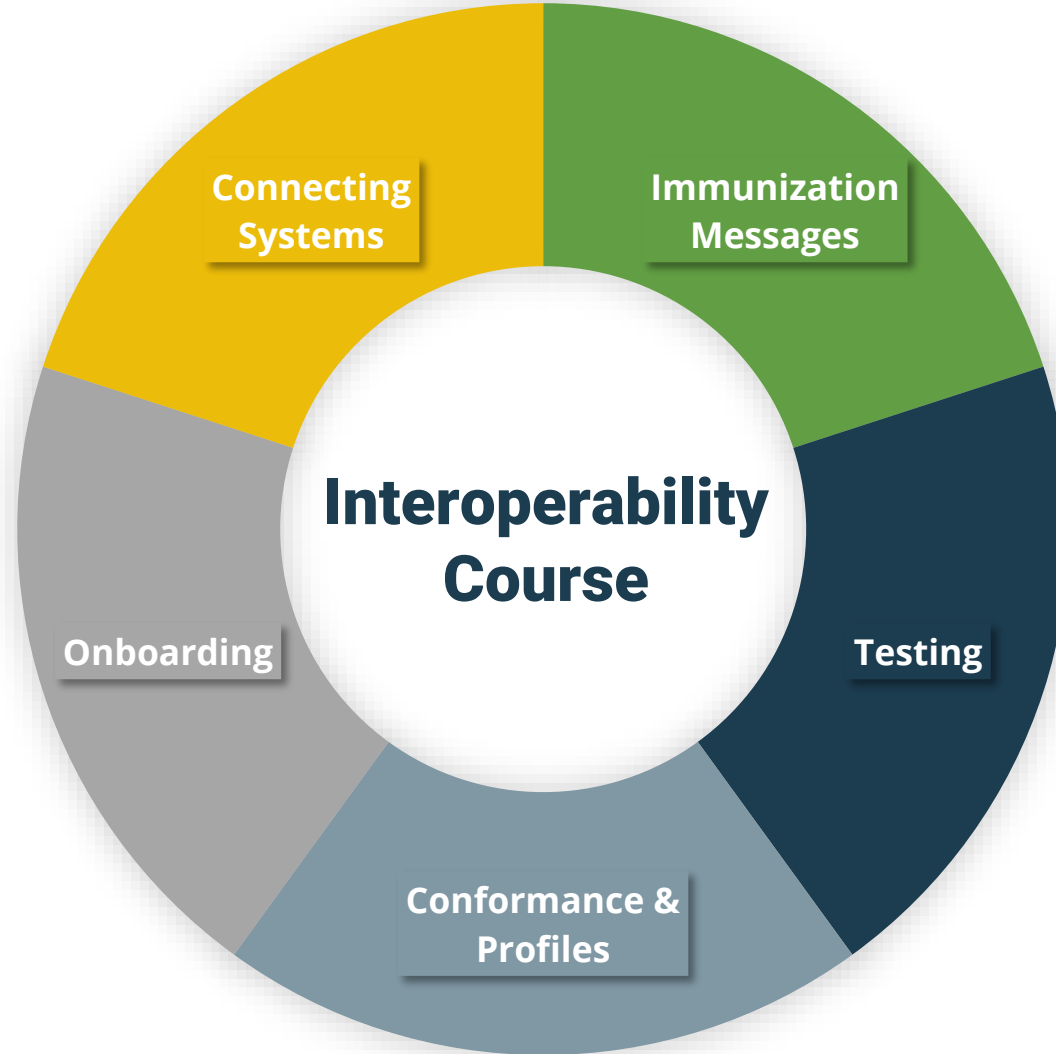 Connecting
Systems
Immunization
Messages
Interoperability
Course
Onboarding
Testing
Conformance &
Profiles